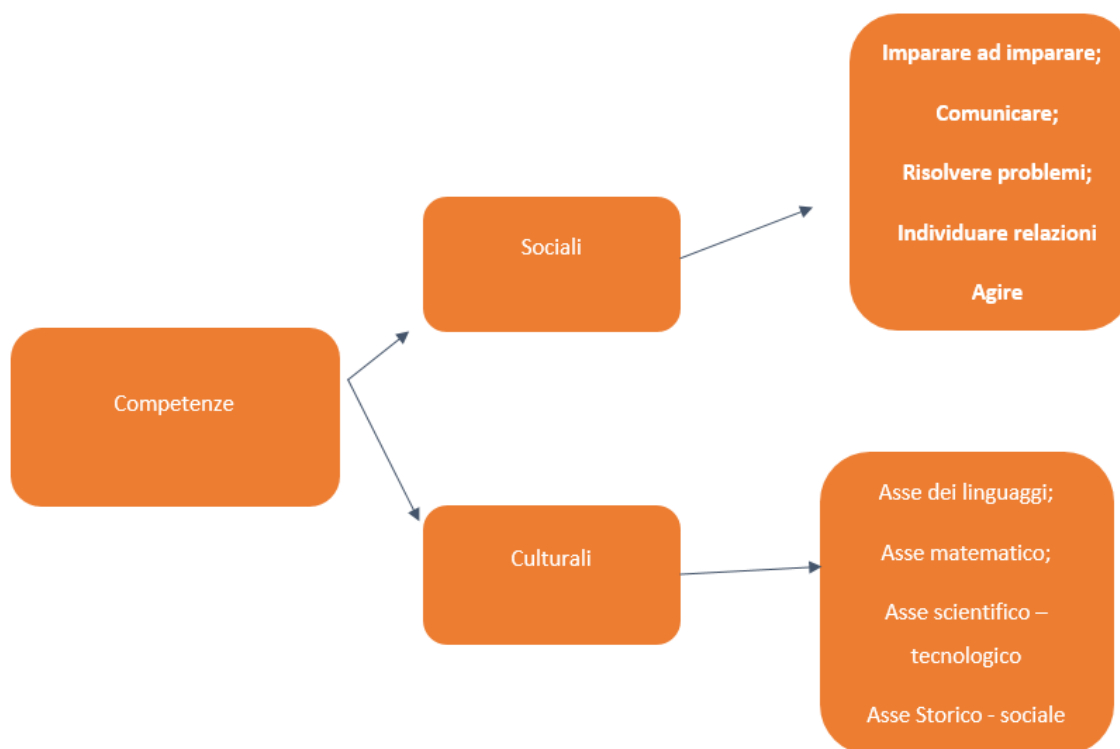 Imparare ad imparare;
Comunicare;
Risolvere problemi;
Individuare relazioni
Agire
Sociali
Competenze
Culturali
Asse dei linguaggi;
Asse matematico;
Asse scientifico –
tecnologico
Asse Storico - sociale